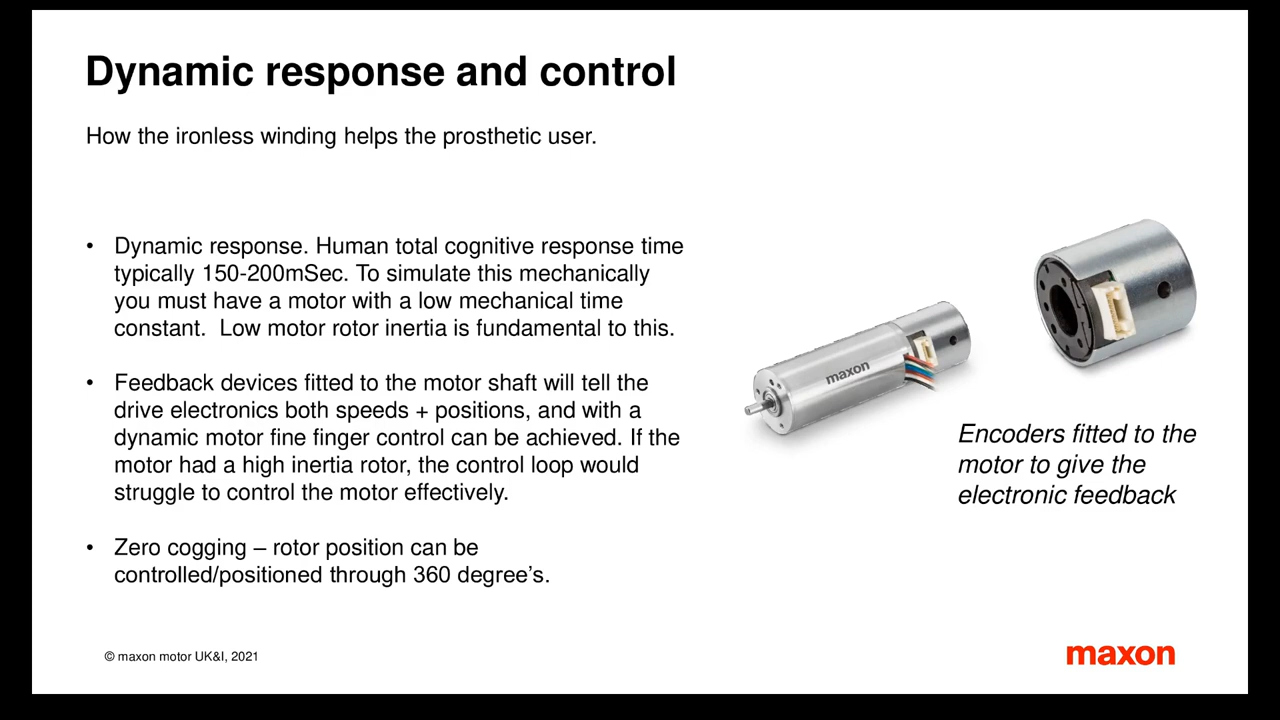 Dynamic response and control
How the ironless winding helps the prosthetic user.
• Dynamic response. Human total cognitive response time
typically 150-200mSec. To simulate this mechanically
you must have a motor with a low mechanical time
constant.  Low motor rotor inertia is fundamental to this.
• Feedback devices fitted to the motor shaft will tell the
drive electronics both speeds + positions, and with a
dynamic motor fine finger control can be achieved. If the
motor had a high inertia rotor, the control loop would
struggle to control the motor effectively.
• Zero cogging – rotor position can be
controlled/positioned through 360 degree’s.
maxon
Encoders fitted to the
motor to give the
electronic feedback
© maxon motor UK&I, 2021
maxon